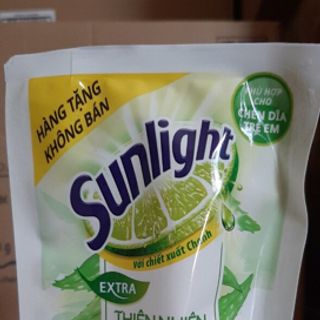 HÀNG TẶNG
KHÔNG BÁN
PHÙ HỢP
CHO
CHÉN DĨA
TRẺ EM
Sunlight
Với chiết xuất Chanh
EXTRA
THIÊN NHIÊN